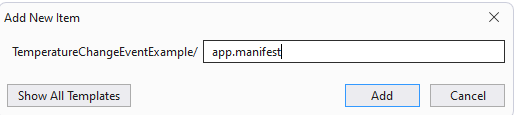 Add New Item
TemperatureChangeEventExample/ app.manifest
Show All Templates Add Cancel